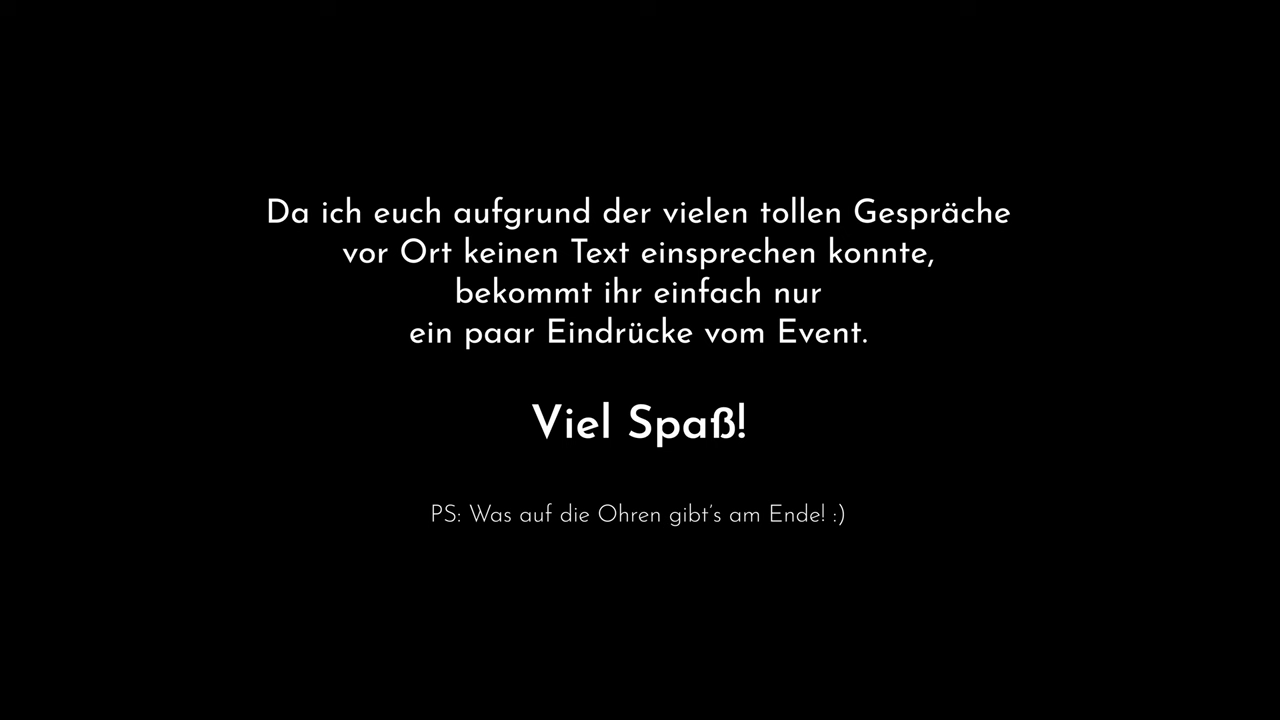 Da ich euch aufgrund der vielen tollen Gespräche
vor Ort keinen Text einsprechen konnte,
bekommt ihr einfach nur
ein paar Eindrücke vom Event.
Viel Spaß!
PS: Was auf die Ohren gibt's am Ende! :)